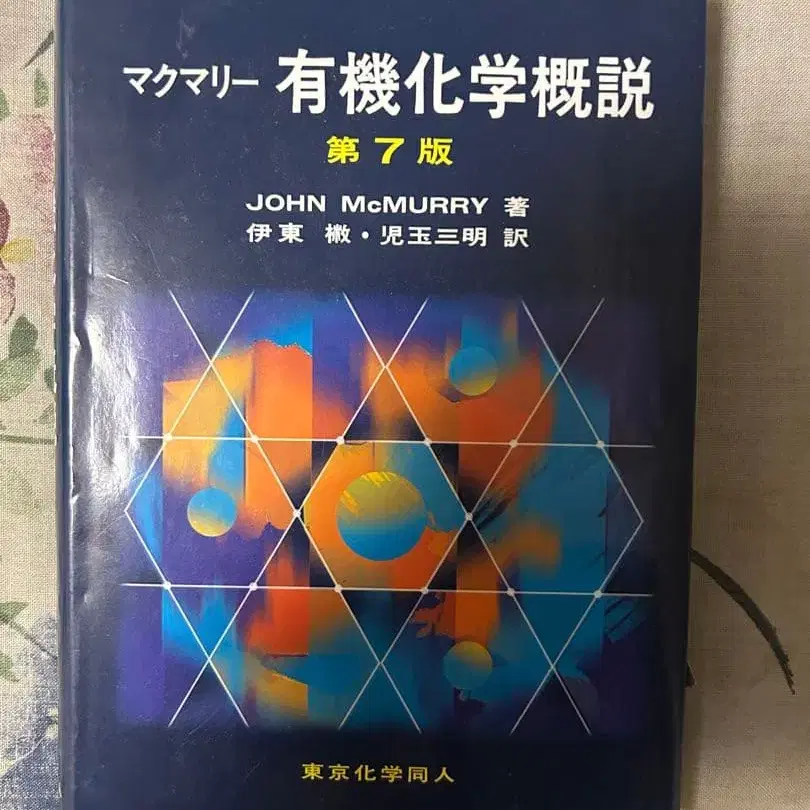 マクマリー 有機化学概説
第7版
JOHN McMURRY 著
伊東 椒・児玉三明 訳
東京化学同人